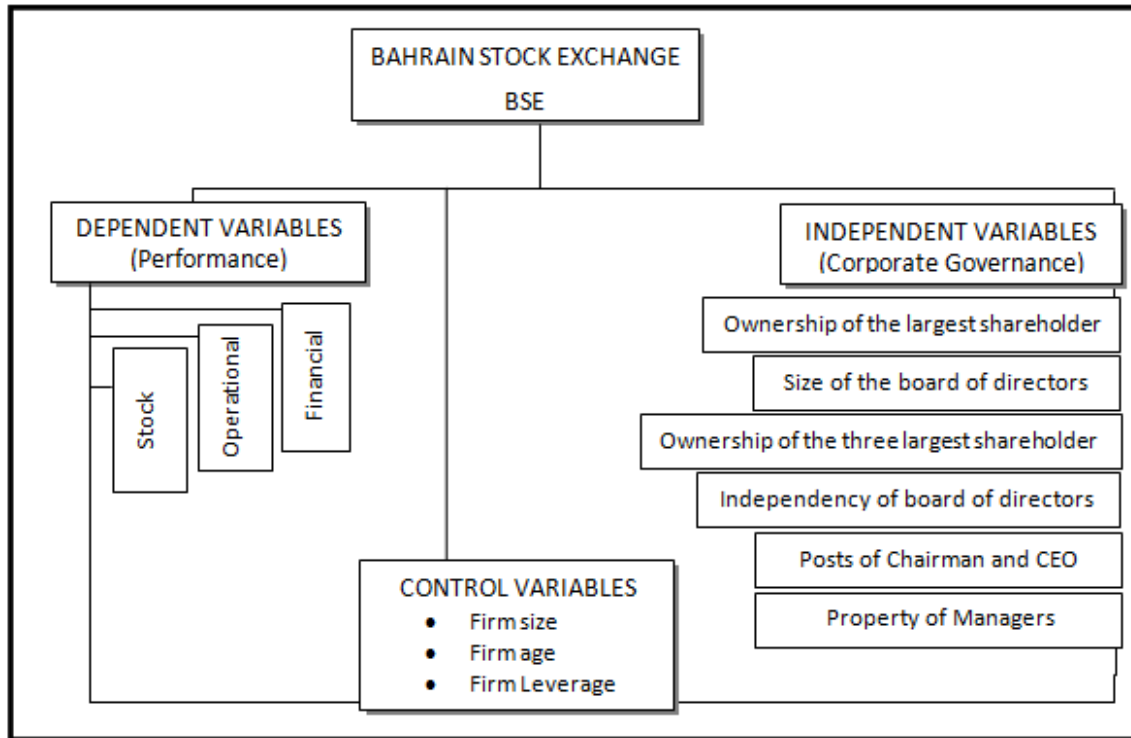 BAHRAIN STOCK EXCHANGE
BSE
DEPENDENT VARIABLES
(Performance)
Stock
Operational
Financial
INDEPENDENT VARIABLES
(Corporate Governance)
Ownership of the largest shareholder
Size of the board of directors
Ownership of the three largest shareholder
Independency of board of directors
Posts of Chairman and CEO
Property of Managers
CONTROL VARIABLES
● Firm size
● Firm age
● Firm Leverage